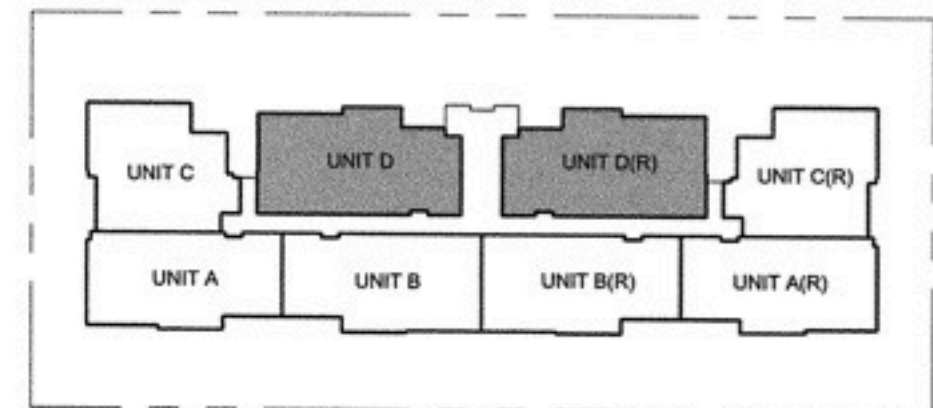 UNIT C
UNIT D
UNIT D(R)
UNIT C(R)
UNIT A
UNIT B
UNIT B(R)
UNIT A(R)